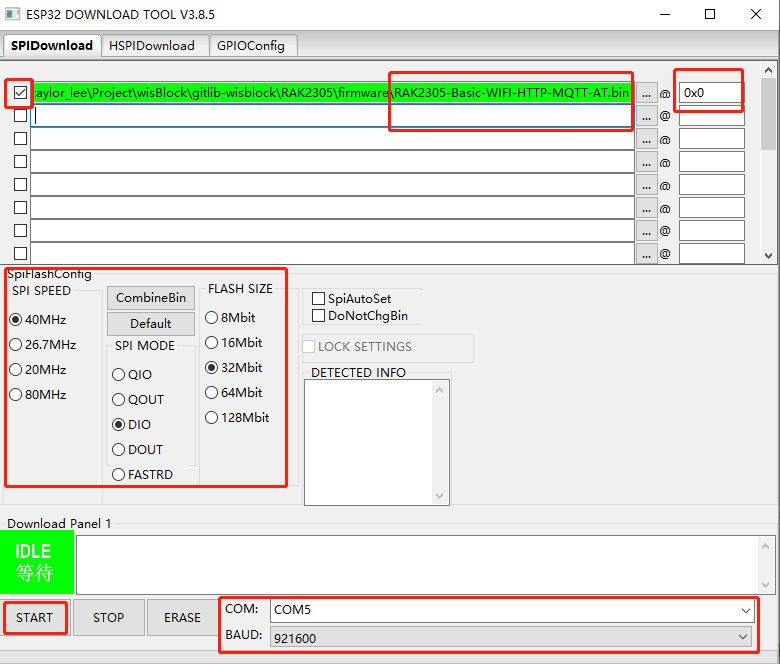 ESP32 DOWNLOAD TOOL V3.8.5
SPIDownload HSPIDownload GPIOConfig
taylor_lee\Project\wisBlock\gitlib-wisblock\RAK2305\firmware\RAK2305-Basic-WIFI-HTTP-MQTT-AT.bin ... @ 0x0
... @
... @
... @
... @
... @
... @
... @
SpiFlashConfig
SPI SPEED
40MHz
26.7MHz
20MHz
80MHz
CombineBin
Default
SPI MODE
QIO
QOUT
DIO
DOUT
FASTRD
FLASH SIZE
8Mbit
16Mbit
32Mbit
64Mbit
128Mbit
SpiAutoSet
DoNotChgBin
LOCK SETTINGS
DETECTED INFO
Download Panel 1
IDLE
等待
START STOP ERASE
COM: COM5
BAUD: 921600